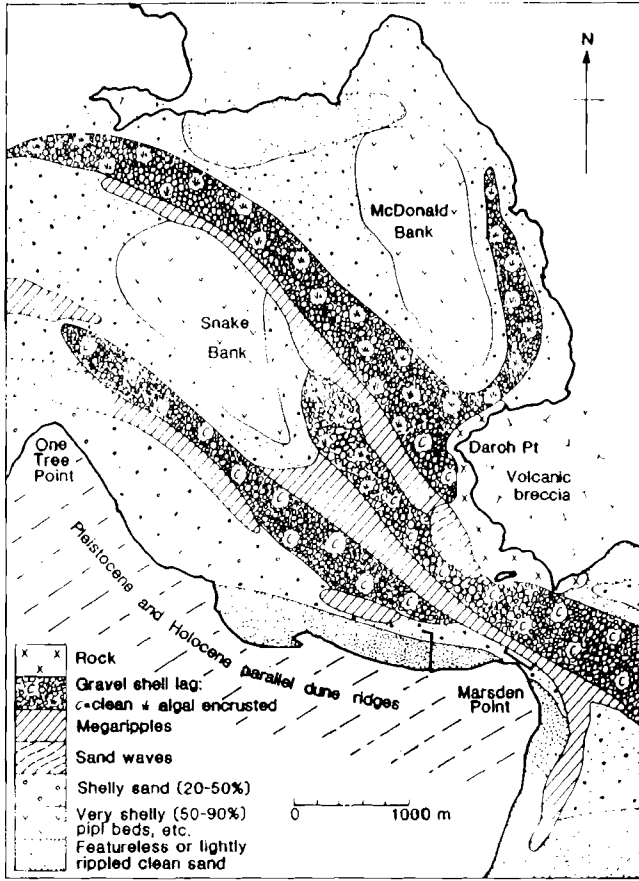 N
McDonald
Bank
Snake
Bank
One
Tree
Point
Daroh Pt
Volcanic
breccia
Pleistocene and Holocene parallel dune ridges
Marsden
Point
Rock
Gravel shell lag:
c=clean * algal encrusted
Megaripples
Sand waves
Shelly sand (20-50%)
Very shelly (50-90%)
pipi beds, etc.
Featureless or lightly
rippled clean sand
0 1000 m